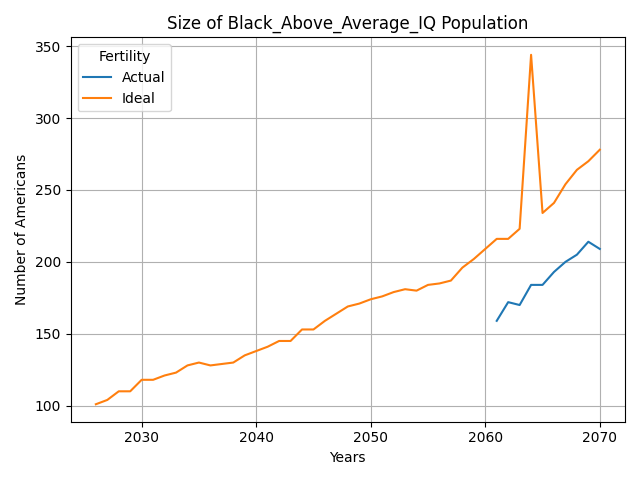 Size of Black_Above_Average_IQ Population
Fertility
Actual
Ideal
Number of Americans
350
300
250
200
150
100
2030 2040 2050 2060 2070
Years